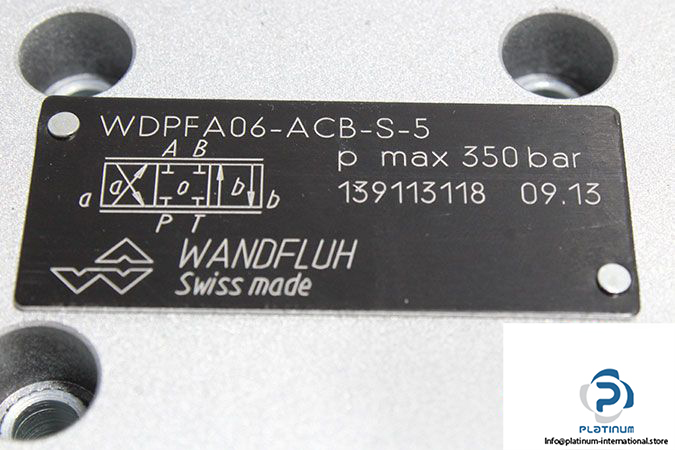 WDPFA06-ACB-S-5
A B
p max 350 bar
a a o b b
139113118 09.13
P T
WANDFLUH
Swiss made
PLATINUM
Info@platinum-international.store